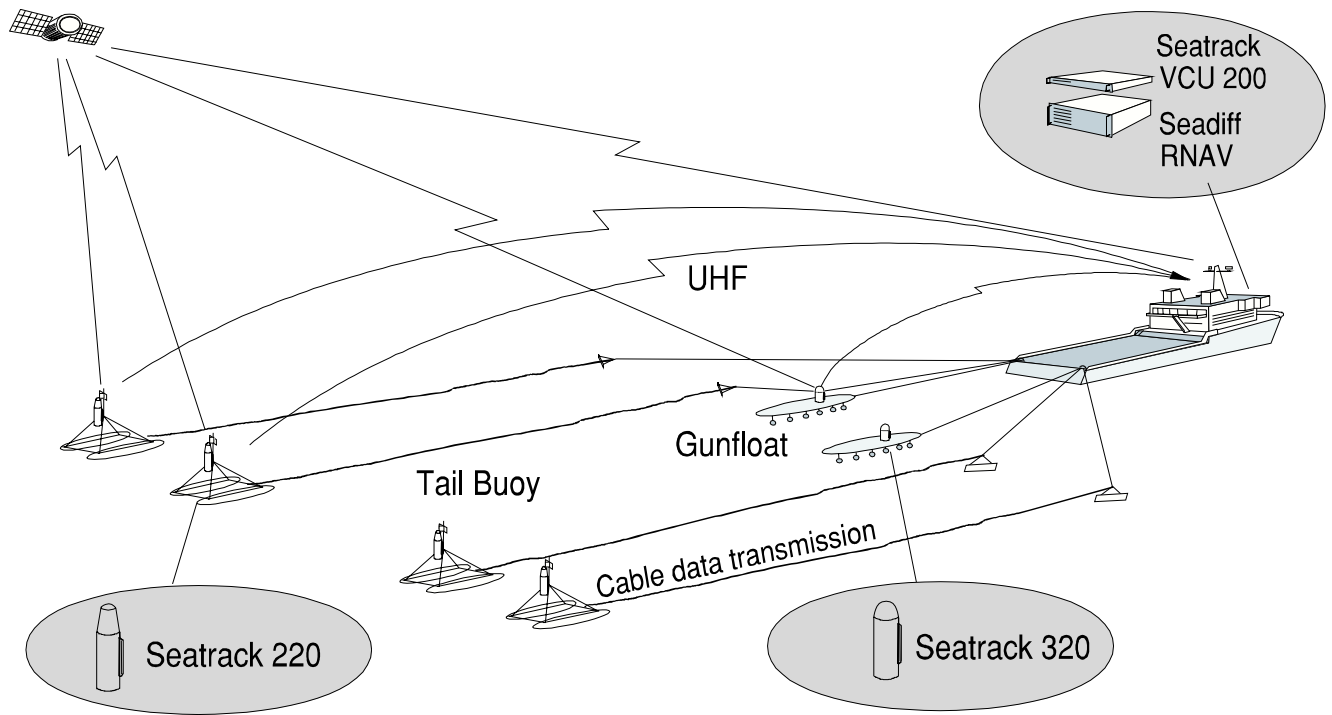 Seatrack
VCU 200
Seadiff
RNAV
UHF
Gunfloat
Tail Buoy
Cable data transmission
Seatrack 220
Seatrack 320